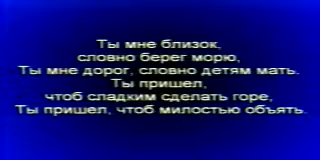 Ты мне близок,
словно берег морю,
Ты мне дорог, словно детям мать.
Ты пришел,
чтоб сладким сделать горе,
Ты пришел, чтоб милостью объять.